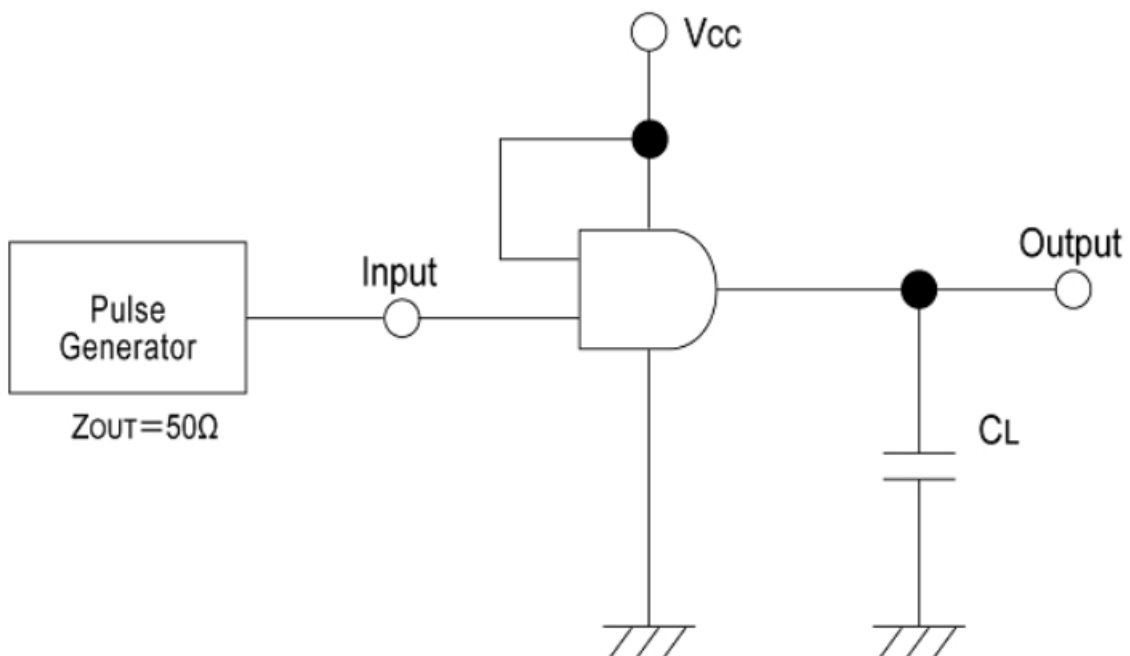 Vcc
Output
Input
Pulse
Generator
ZOUT=50Ω
CL